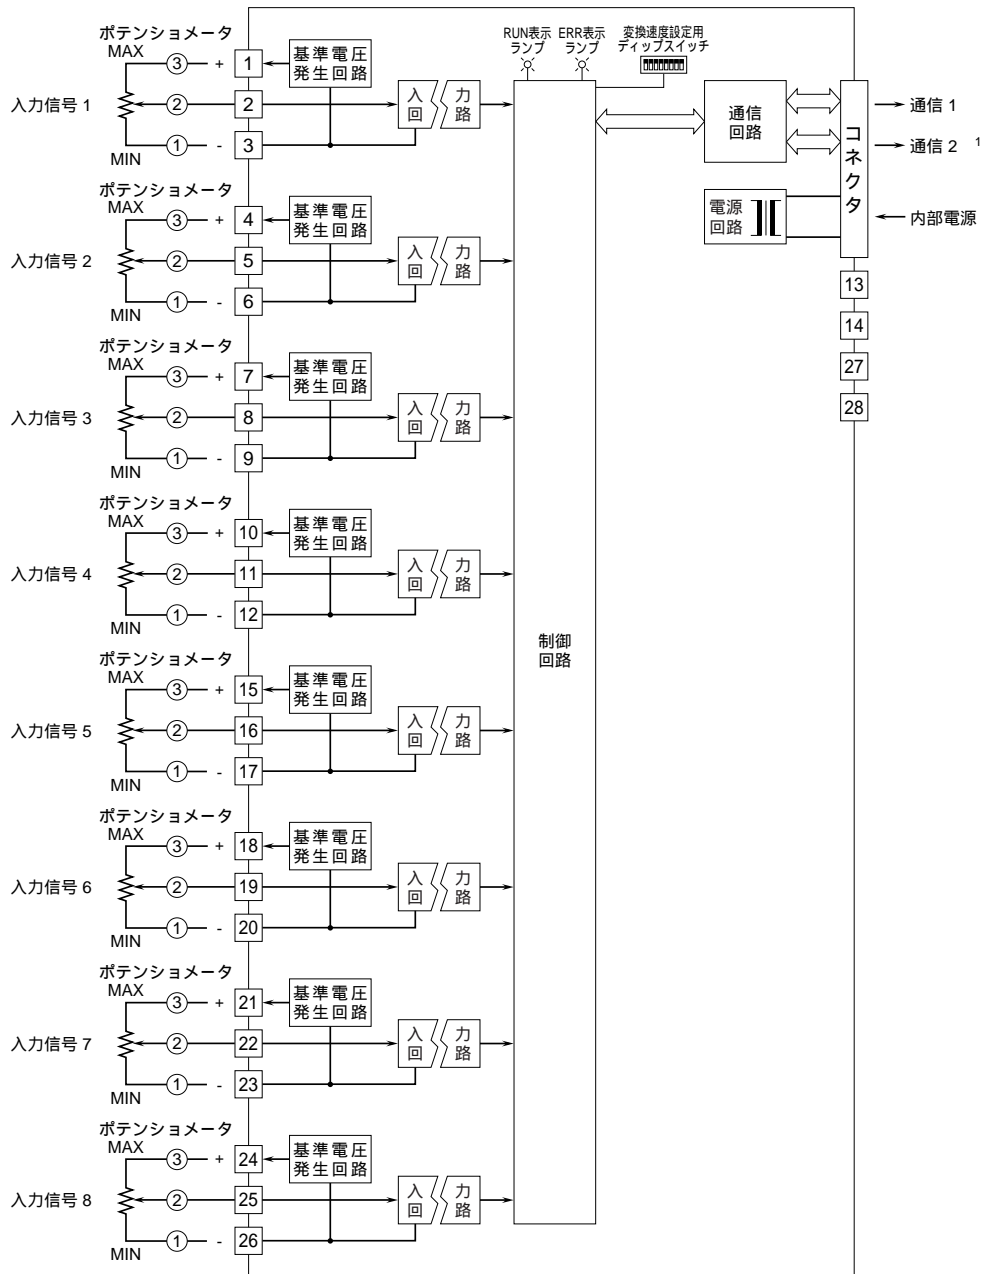 RUN表示
ランプ
ERR表示
ランプ
変換速度設定用
ディップスイッチ
ポテンショメータ
MAX
③ + 1
基準電圧
発生回路
入力信号 1
② 2
入 力
回 路
① - 3
MIN
ポテンショメータ
MAX
③ + 4
基準電圧
発生回路
入力信号 2
② 5
入 力
回 路
① - 6
MIN
ポテンショメータ
MAX
③ + 7
基準電圧
発生回路
入力信号 3
② 8
入 力
回 路
① - 9
MIN
ポテンショメータ
MAX
③ + 10
基準電圧
発生回路
入力信号 4
② 11
入 力
回 路
① - 12
MIN
ポテンショメータ
MAX
③ + 15
基準電圧
発生回路
入力信号 5
② 16
入 力
回 路
① - 17
MIN
ポテンショメータ
MAX
③ + 18
基準電圧
発生回路
入力信号 6
② 19
入 力
回 路
① - 20
MIN
ポテンショメータ
MAX
③ + 21
基準電圧
発生回路
入力信号 7
② 22
入 力
回 路
① - 23
MIN
ポテンショメータ
MAX
③ + 24
基準電圧
発生回路
入力信号 8
② 25
入 力
回 路
① - 26
MIN
制御
回路
通信
回路
電源
回路
コネクタ
通信 1
通信 2 1
内部電源
13
14
27
28